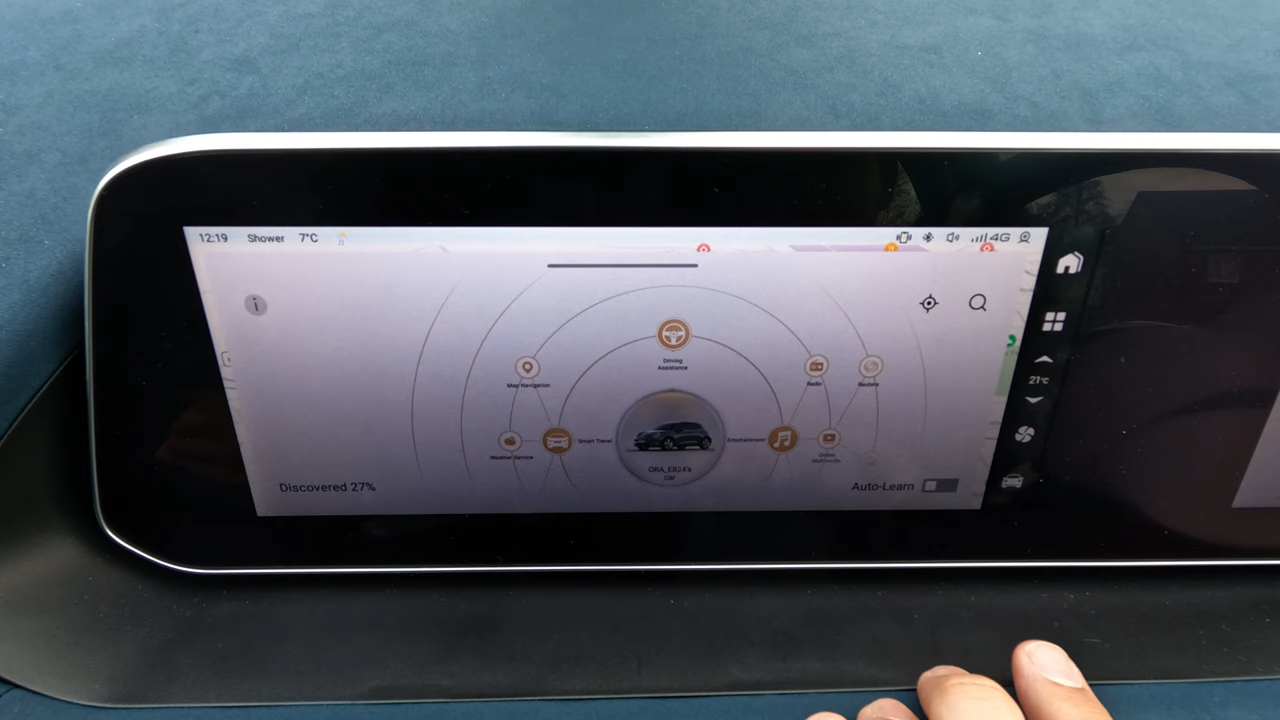 12:19 Shower 7°C
4G
i
Driving
Assistance
Map Navigation
Radio
21°C
Weather Service
Smart Travel
Entertainment
Online
Multimedia
ORA_E824's
car
Discovered 27%
Auto-Learn